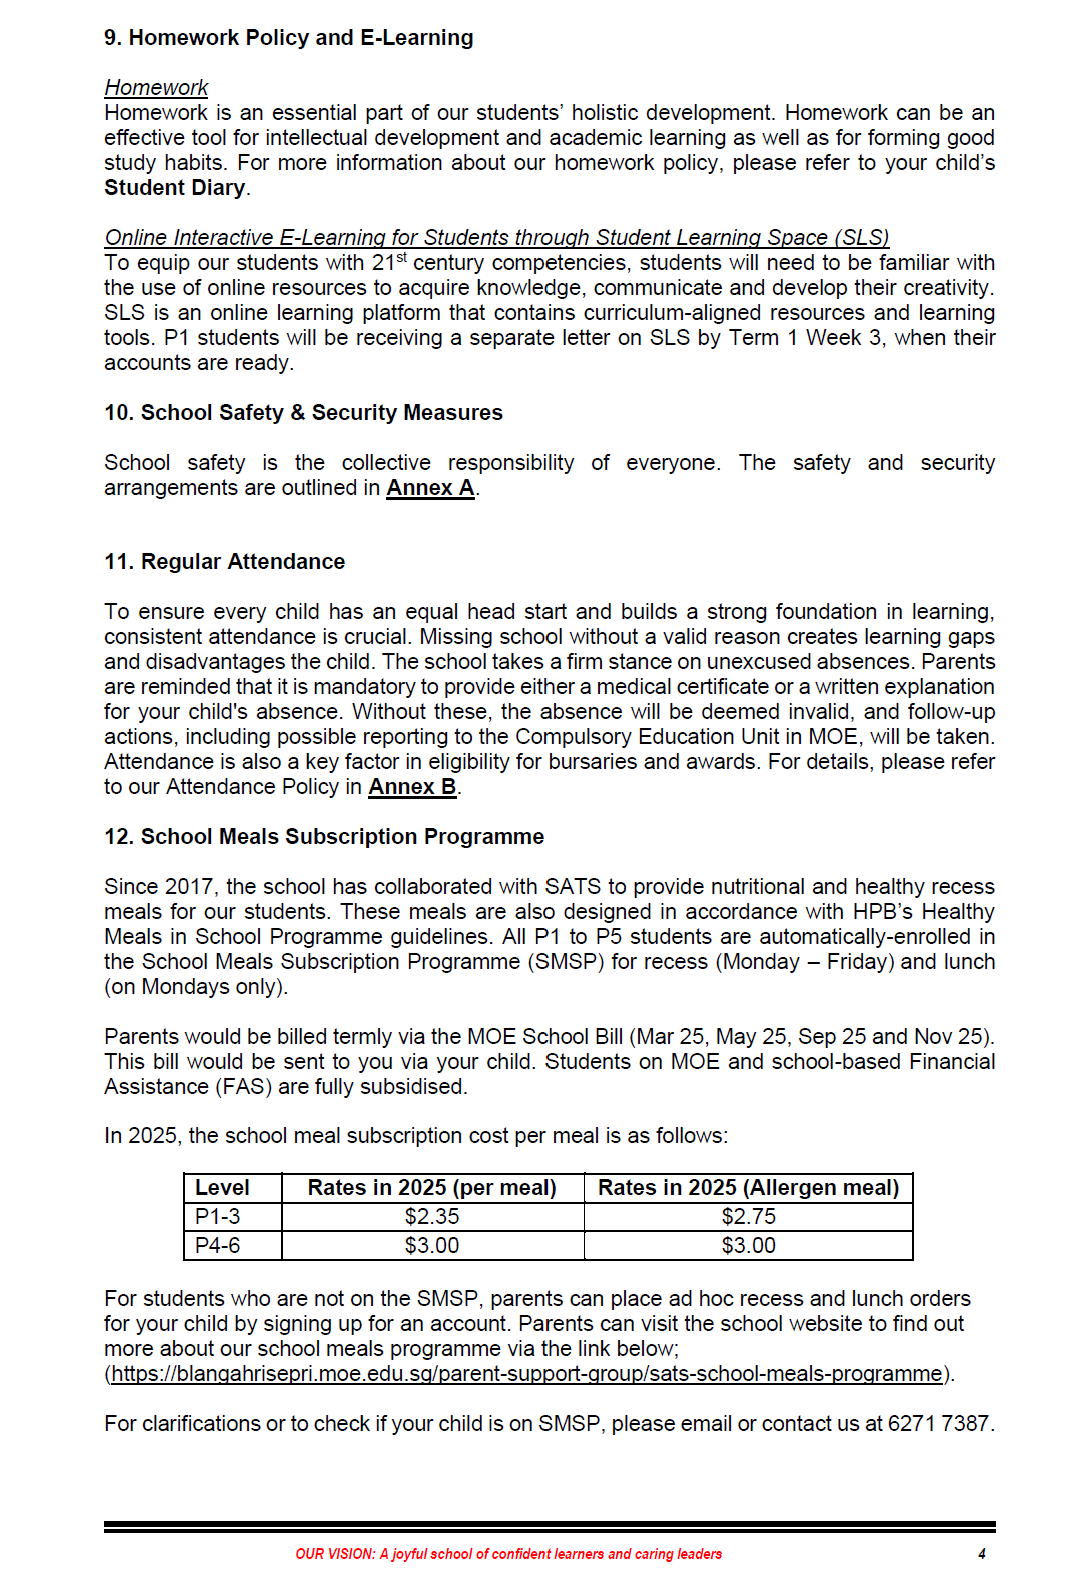 9. Homework Policy and E-Learning
Homework
Homework is an essential part of our students’ holistic development. Homework can be an
effective tool for intellectual development and academic learning as well as for forming good
study habits. For more information about our homework policy, please refer to your child’s
Student Diary.
Online Interactive E-Learning for Students through Student Learning Space (SLS)
To equip our students with 21st century competencies, students will need to be familiar with
the use of online resources to acquire knowledge, communicate and develop their creativity.
SLS is an online learning platform that contains curriculum-aligned resources and learning
tools. P1 students will be receiving a separate letter on SLS by Term 1 Week 3, when their
accounts are ready.
10. School Safety & Security Measures
School safety is the collective responsibility of everyone. The safety and security
arrangements are outlined in Annex A.
11. Regular Attendance
To ensure every child has an equal head start and builds a strong foundation in learning,
consistent attendance is crucial. Missing school without a valid reason creates learning gaps
and disadvantages the child. The school takes a firm stance on unexcused absences. Parents
are reminded that it is mandatory to provide either a medical certificate or a written explanation
for your child's absence. Without these, the absence will be deemed invalid, and follow-up
actions, including possible reporting to the Compulsory Education Unit in MOE, will be taken.
Attendance is also a key factor in eligibility for bursaries and awards. For details, please refer
to our Attendance Policy in Annex B.
12. School Meals Subscription Programme
Since 2017, the school has collaborated with SATS to provide nutritional and healthy recess
meals for our students. These meals are also designed in accordance with HPB’s Healthy
Meals in School Programme guidelines. All P1 to P5 students are automatically-enrolled in
the School Meals Subscription Programme (SMSP) for recess (Monday – Friday) and lunch
(on Mondays only).
Parents would be billed termly via the MOE School Bill (Mar 25, May 25, Sep 25 and Nov 25).
This bill would be sent to you via your child. Students on MOE and school-based Financial
Assistance (FAS) are fully subsidised.
In 2025, the school meal subscription cost per meal is as follows:
Level Rates in 2025 (per meal) Rates in 2025 (Allergen meal)
P1-3 $2.35 $2.75
P4-6 $3.00 $3.00
For students who are not on the SMSP, parents can place ad hoc recess and lunch orders
for your child by signing up for an account. Parents can visit the school website to find out
more about our school meals programme via the link below;
(https://blangahrisepri.moe.edu.sg/parent-support-group/sats-school-meals-programme).
For clarifications or to check if your child is on SMSP, please email or contact us at 6271 7387.
OUR VISION: A joyful school of confident learners and caring leaders 4